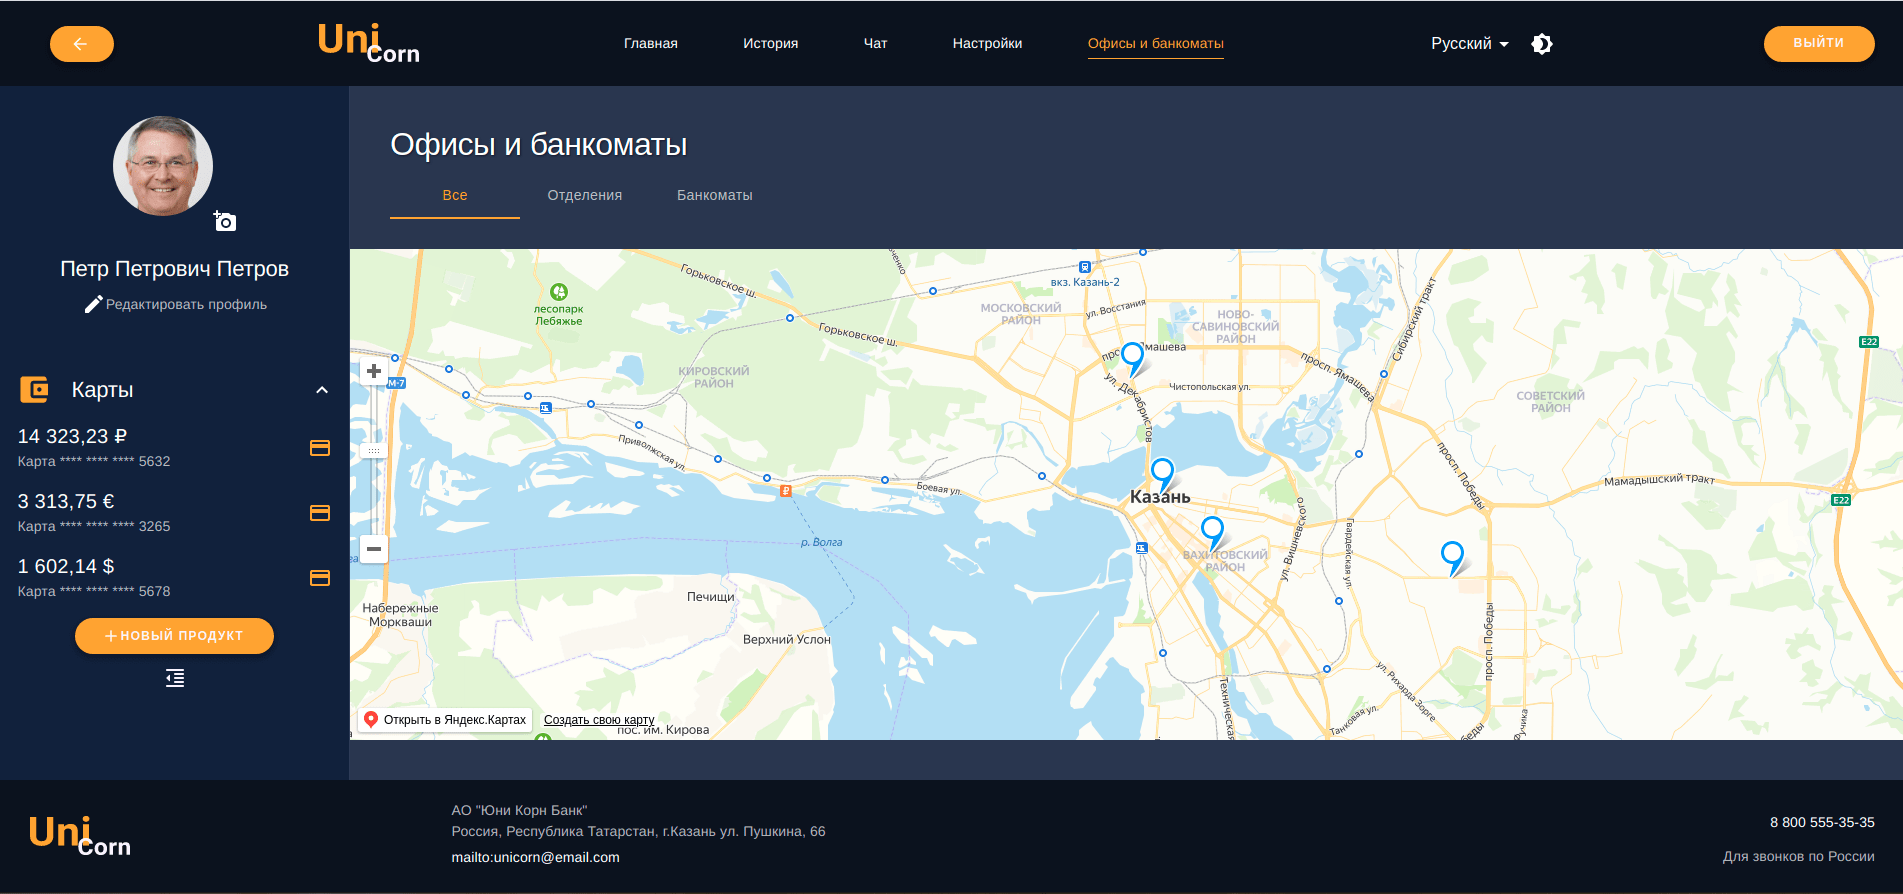 Uni
Corn
Главная
История
Чат
Настройки
Офисы и банкоматы
Русский
ВЫЙТИ
Петр Петрович Петров
Редактировать профиль
Карты
14 323,23 ₽
Карта **** **** **** 5632
3 313,75 €
Карта **** **** **** 3265
1 602,14 $
Карта **** **** **** 5678
+ НОВЫЙ ПРОДУКТ
Офисы и банкоматы
Все
Отделения
Банкоматы
Горьковское ш.
вкз. Казань-2
лесопарк
Лебяжье
МОСКОВСКИЙ
РАЙОН
ул. Восстания
НОВО-
САВИНОВСКИЙ
РАЙОН
Сибирский тракт
Горьковское ш.
E22
просп. Ямашева
КИРОВСКИЙ
РАЙОН
М-7
ул. Декабристов
Чистопольская ул.
СОВЕТСКИЙ
РАЙОН
Приволжская ул.
просп. Победы
Мамадышский тракт
Боевая ул.
Казань
E22
ул. Вишневского
Гвардейская ул.
р. Волга
ВАХИТОВСКИЙ
РАЙОН
Печищи
Набережные
Моркваши
Верхний Услон
просп. Победы
ул. Рихарда Зорге
Техническая
Танковая ул.
Открыть в Яндекс.Картах
Создать свою карту
пос. им. Кирова
Uni
Corn
АО "Юни Корн Банк"
Россия, Республика Татарстан, г.Казань ул. Пушкина, 66
mailto:unicorn@email.com
8 800 555-35-35
Для звонков по России